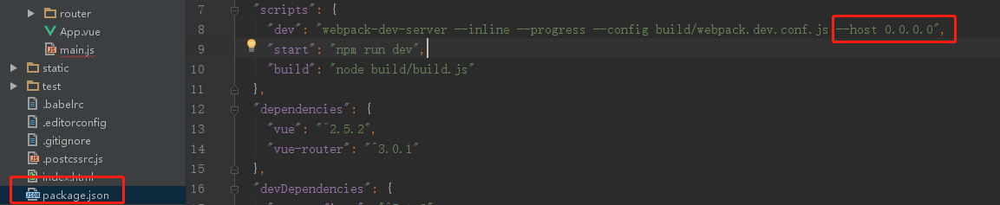 router
App.vue
main.js
static
test
.babelrc
.editorconfig
.gitignore
.postcssrc.js
index.html
package.json
7 "scripts": {
8 "dev": "webpack-dev-server --inline --progress --config build/webpack.dev.conf.js --host 0.0.0.0",
9 "start": "npm run dev",
10 "build": "node build/build.js"
11 },
12 "dependencies": {
13 "vue": "^2.5.2",
14 "vue-router": "^3.0.1"
15 },
16 "devDependencies": {